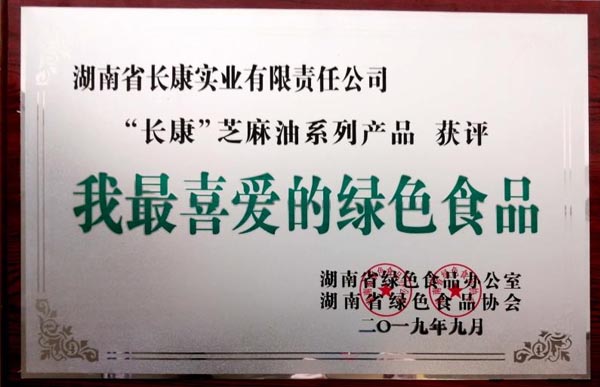 湖南省长康实业有限责任公司
“长康”芝麻油系列产品 获评
我最喜爱的绿色食品
湖南省绿色食品办公室
湖南省绿色食品协会
二〇一九年九月